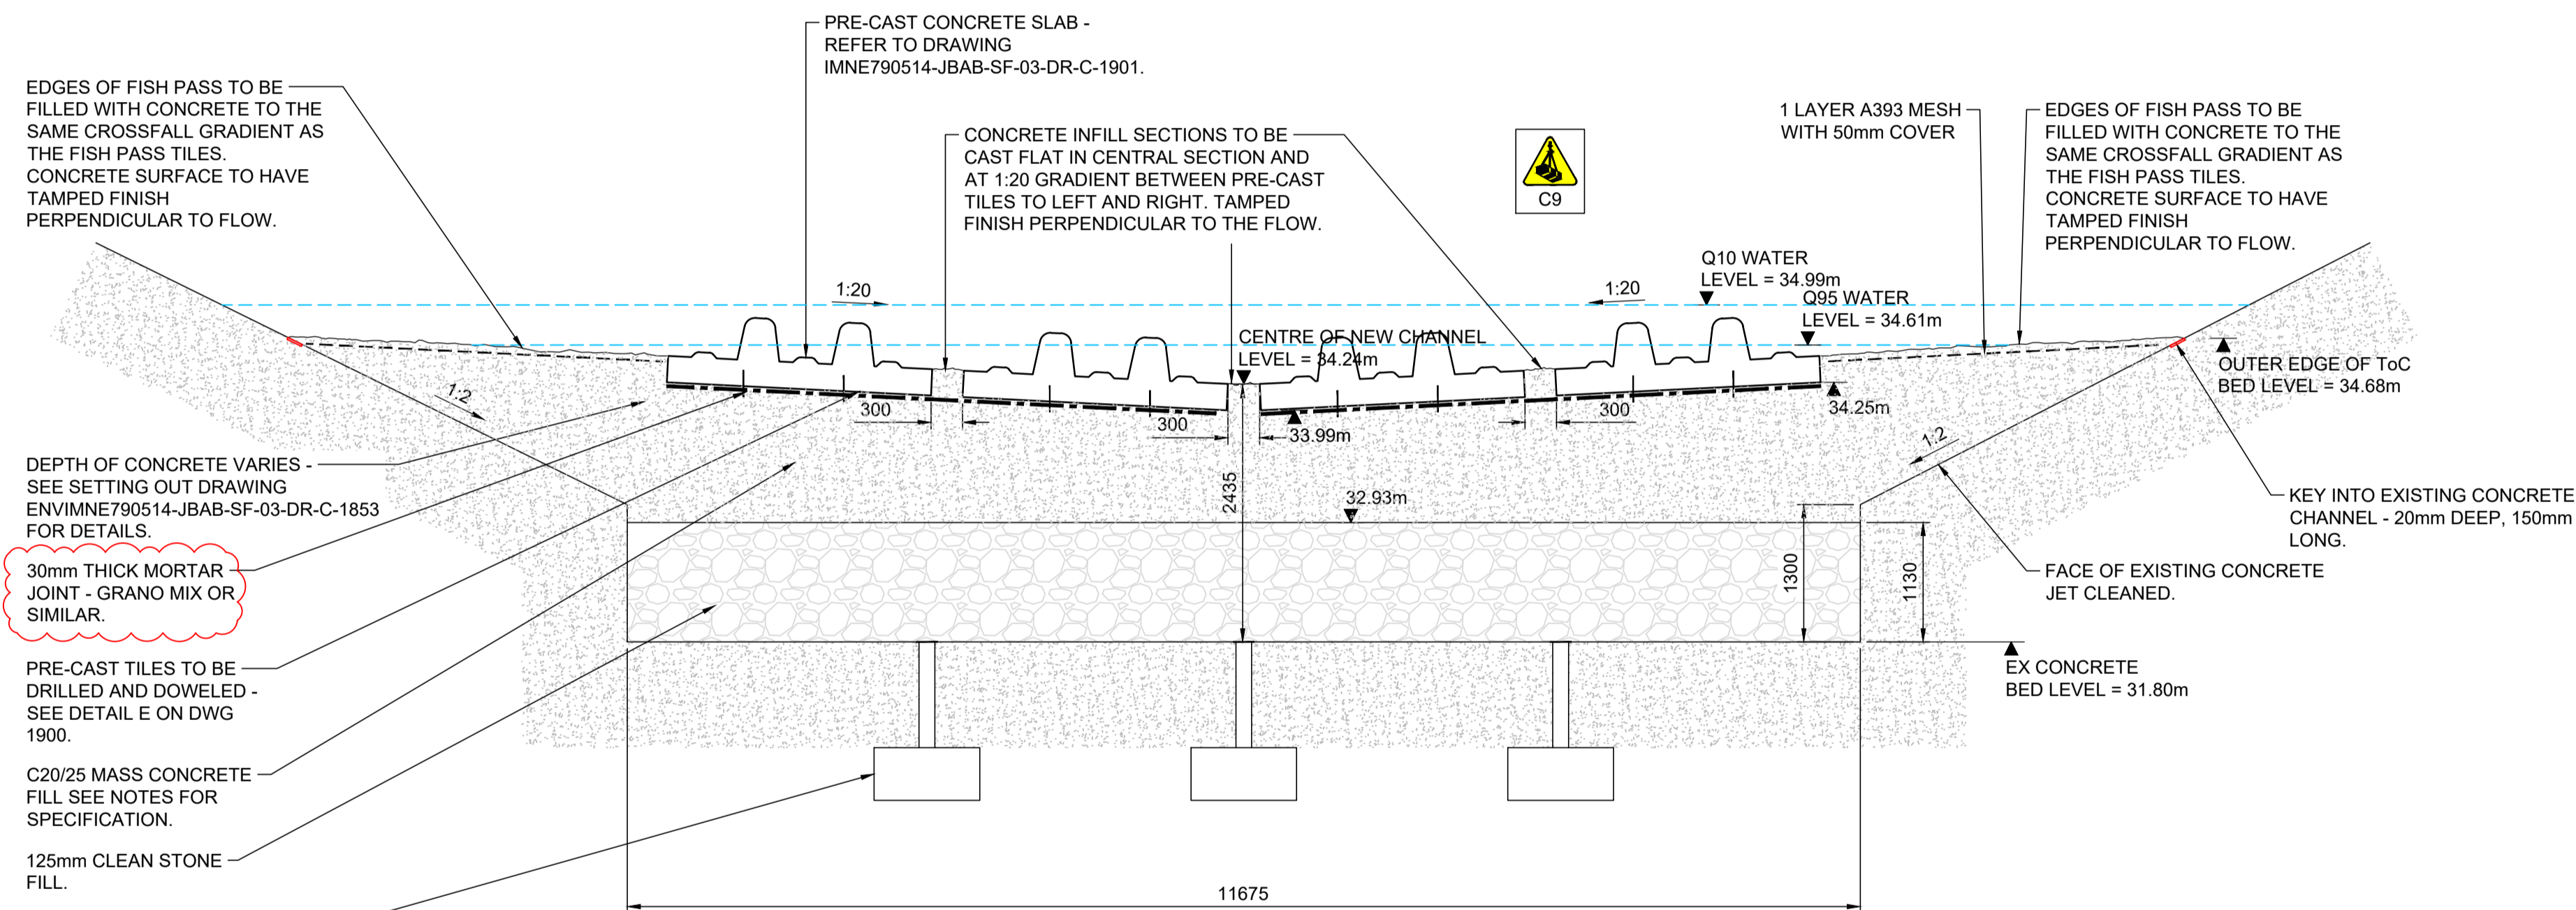 PRE-CAST CONCRETE SLAB -
REFER TO DRAWING
IMNE790514-JBAB-SF-03-DR-C-1901.
EDGES OF FISH PASS TO BE
FILLED WITH CONCRETE TO THE
SAME CROSSFALL GRADIENT AS
THE FISH PASS TILES.
CONCRETE SURFACE TO HAVE
TAMPED FINISH
PERPENDICULAR TO FLOW.
CONCRETE INFILL SECTIONS TO BE
CAST FLAT IN CENTRAL SECTION AND
AT 1:20 GRADIENT BETWEEN PRE-CAST
TILES TO LEFT AND RIGHT. TAMPED
FINISH PERPENDICULAR TO THE FLOW.
C9
1 LAYER A393 MESH
WITH 50mm COVER
EDGES OF FISH PASS TO BE
FILLED WITH CONCRETE TO THE
SAME CROSSFALL GRADIENT AS
THE FISH PASS TILES.
CONCRETE SURFACE TO HAVE
TAMPED FINISH
PERPENDICULAR TO FLOW.
Q10 WATER
LEVEL = 34.99m
Q95 WATER
LEVEL = 34.61m
1:20
1:20
CENTRE OF NEW CHANNEL
LEVEL = 34.24m
OUTER EDGE OF ToC
BED LEVEL = 34.68m
1:2
300
300
33.99m
300
34.25m
1:2
DEPTH OF CONCRETE VARIES -
SEE SETTING OUT DRAWING
ENVIMNE790514-JBAB-SF-03-DR-C-1853
FOR DETAILS.
2435
32.93m
KEY INTO EXISTING CONCRETE
CHANNEL - 20mm DEEP, 150mm
LONG.
30mm THICK MORTAR
JOINT - GRANO MIX OR
SIMILAR.
1300
1130
FACE OF EXISTING CONCRETE
JET CLEANED.
PRE-CAST TILES TO BE
DRILLED AND DOWELED -
SEE DETAIL E ON DWG
1900.
EX CONCRETE
BED LEVEL = 31.80m
C20/25 MASS CONCRETE
FILL SEE NOTES FOR
SPECIFICATION.
125mm CLEAN STONE
FILL.
11675